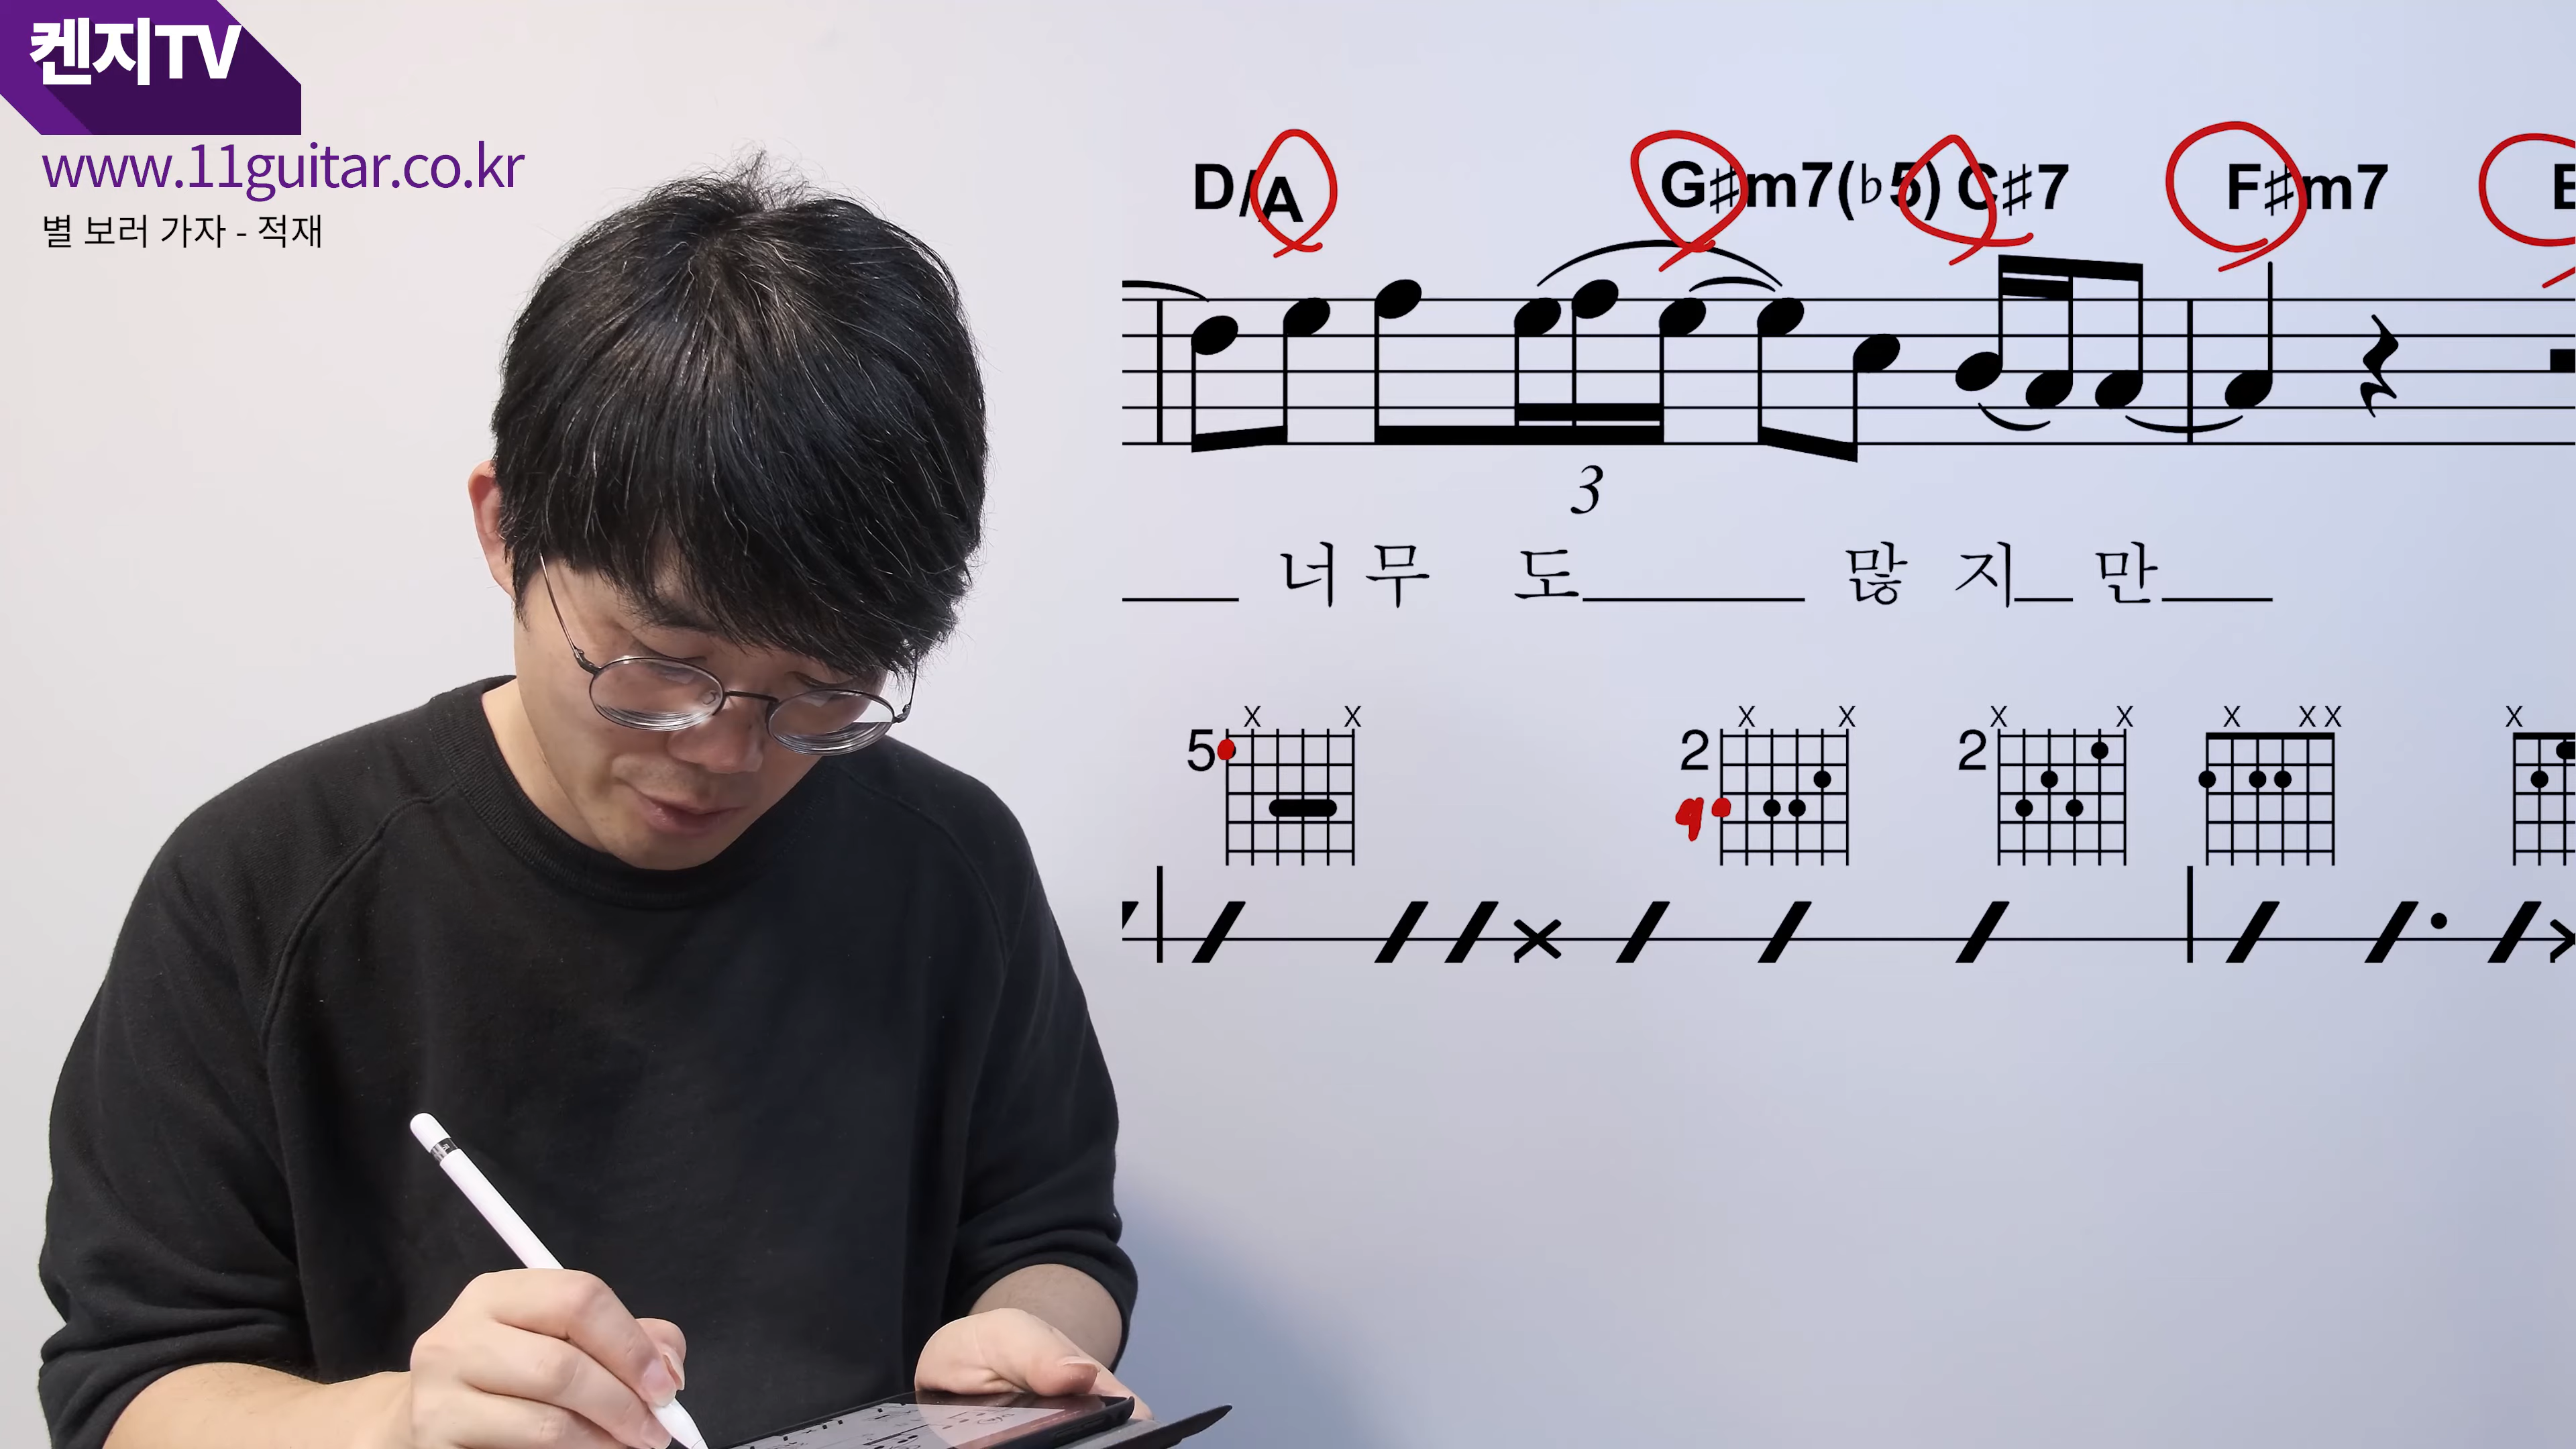 켄지TV
www.11guitar.co.kr
별 보러 가자 - 적재
D/A G♯m7(♭5) C♯7 F♯m7
3
너무 도 많 지 만
x x x x x x x x x x
5 2 2
4